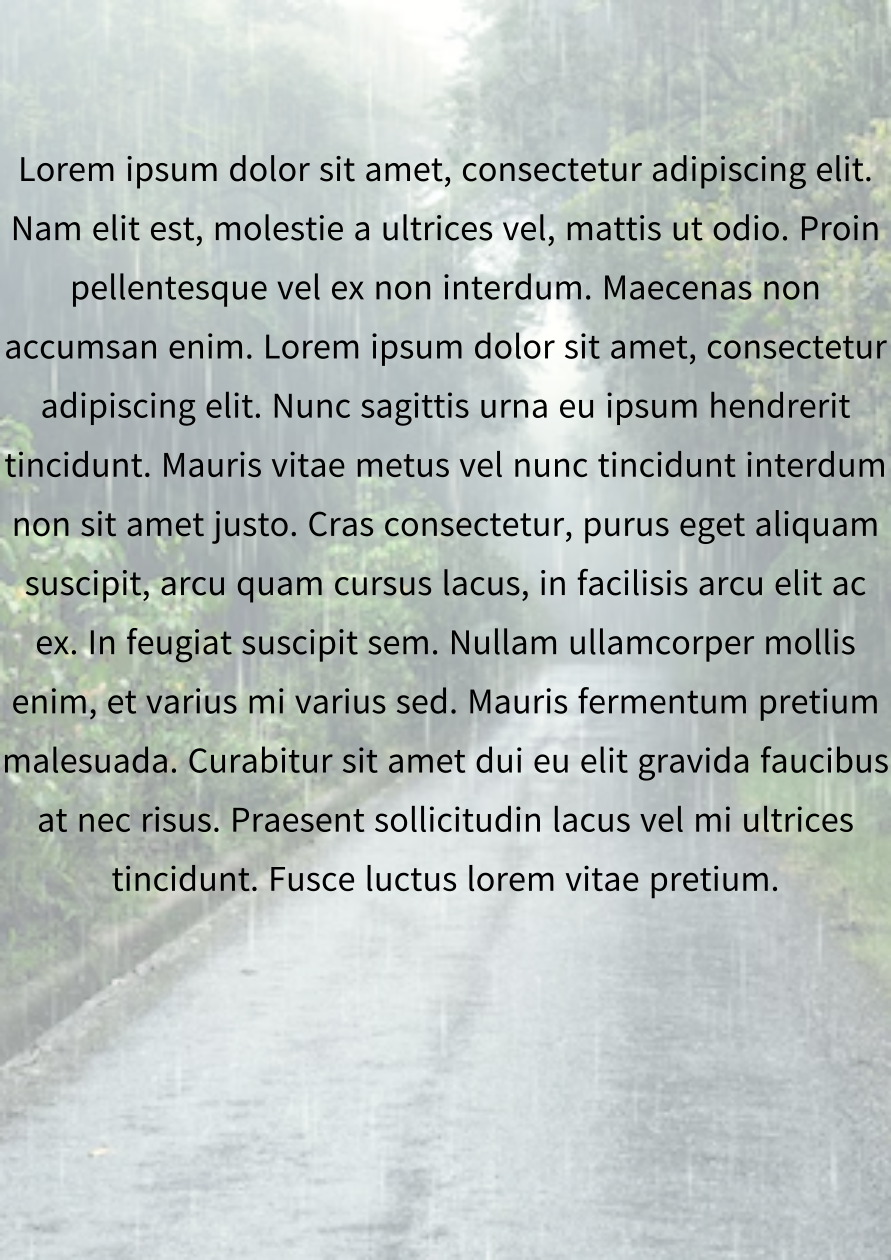 Lorem ipsum dolor sit amet, consectetur adipiscing elit.
Nam elit est, molestie a ultrices vel, mattis ut odio. Proin
pellentesque vel ex non interdum. Maecenas non
accumsan enim. Lorem ipsum dolor sit amet, consectetur
adipiscing elit. Nunc sagittis urna eu ipsum hendrerit
tincidunt. Mauris vitae metus vel nunc tincidunt interdum
non sit amet justo. Cras consectetur, purus eget aliquam
suscipit, arcu quam cursus lacus, in facilisis arcu elit ac
ex. In feugiat suscipit sem. Nullam ullamcorper mollis
enim, et varius mi varius sed. Mauris fermentum pretium
malesuada. Curabitur sit amet dui eu elit gravida faucibus
at nec risus. Praesent sollicitudin lacus vel mi ultrices
tincidunt. Fusce luctus lorem vitae pretium.